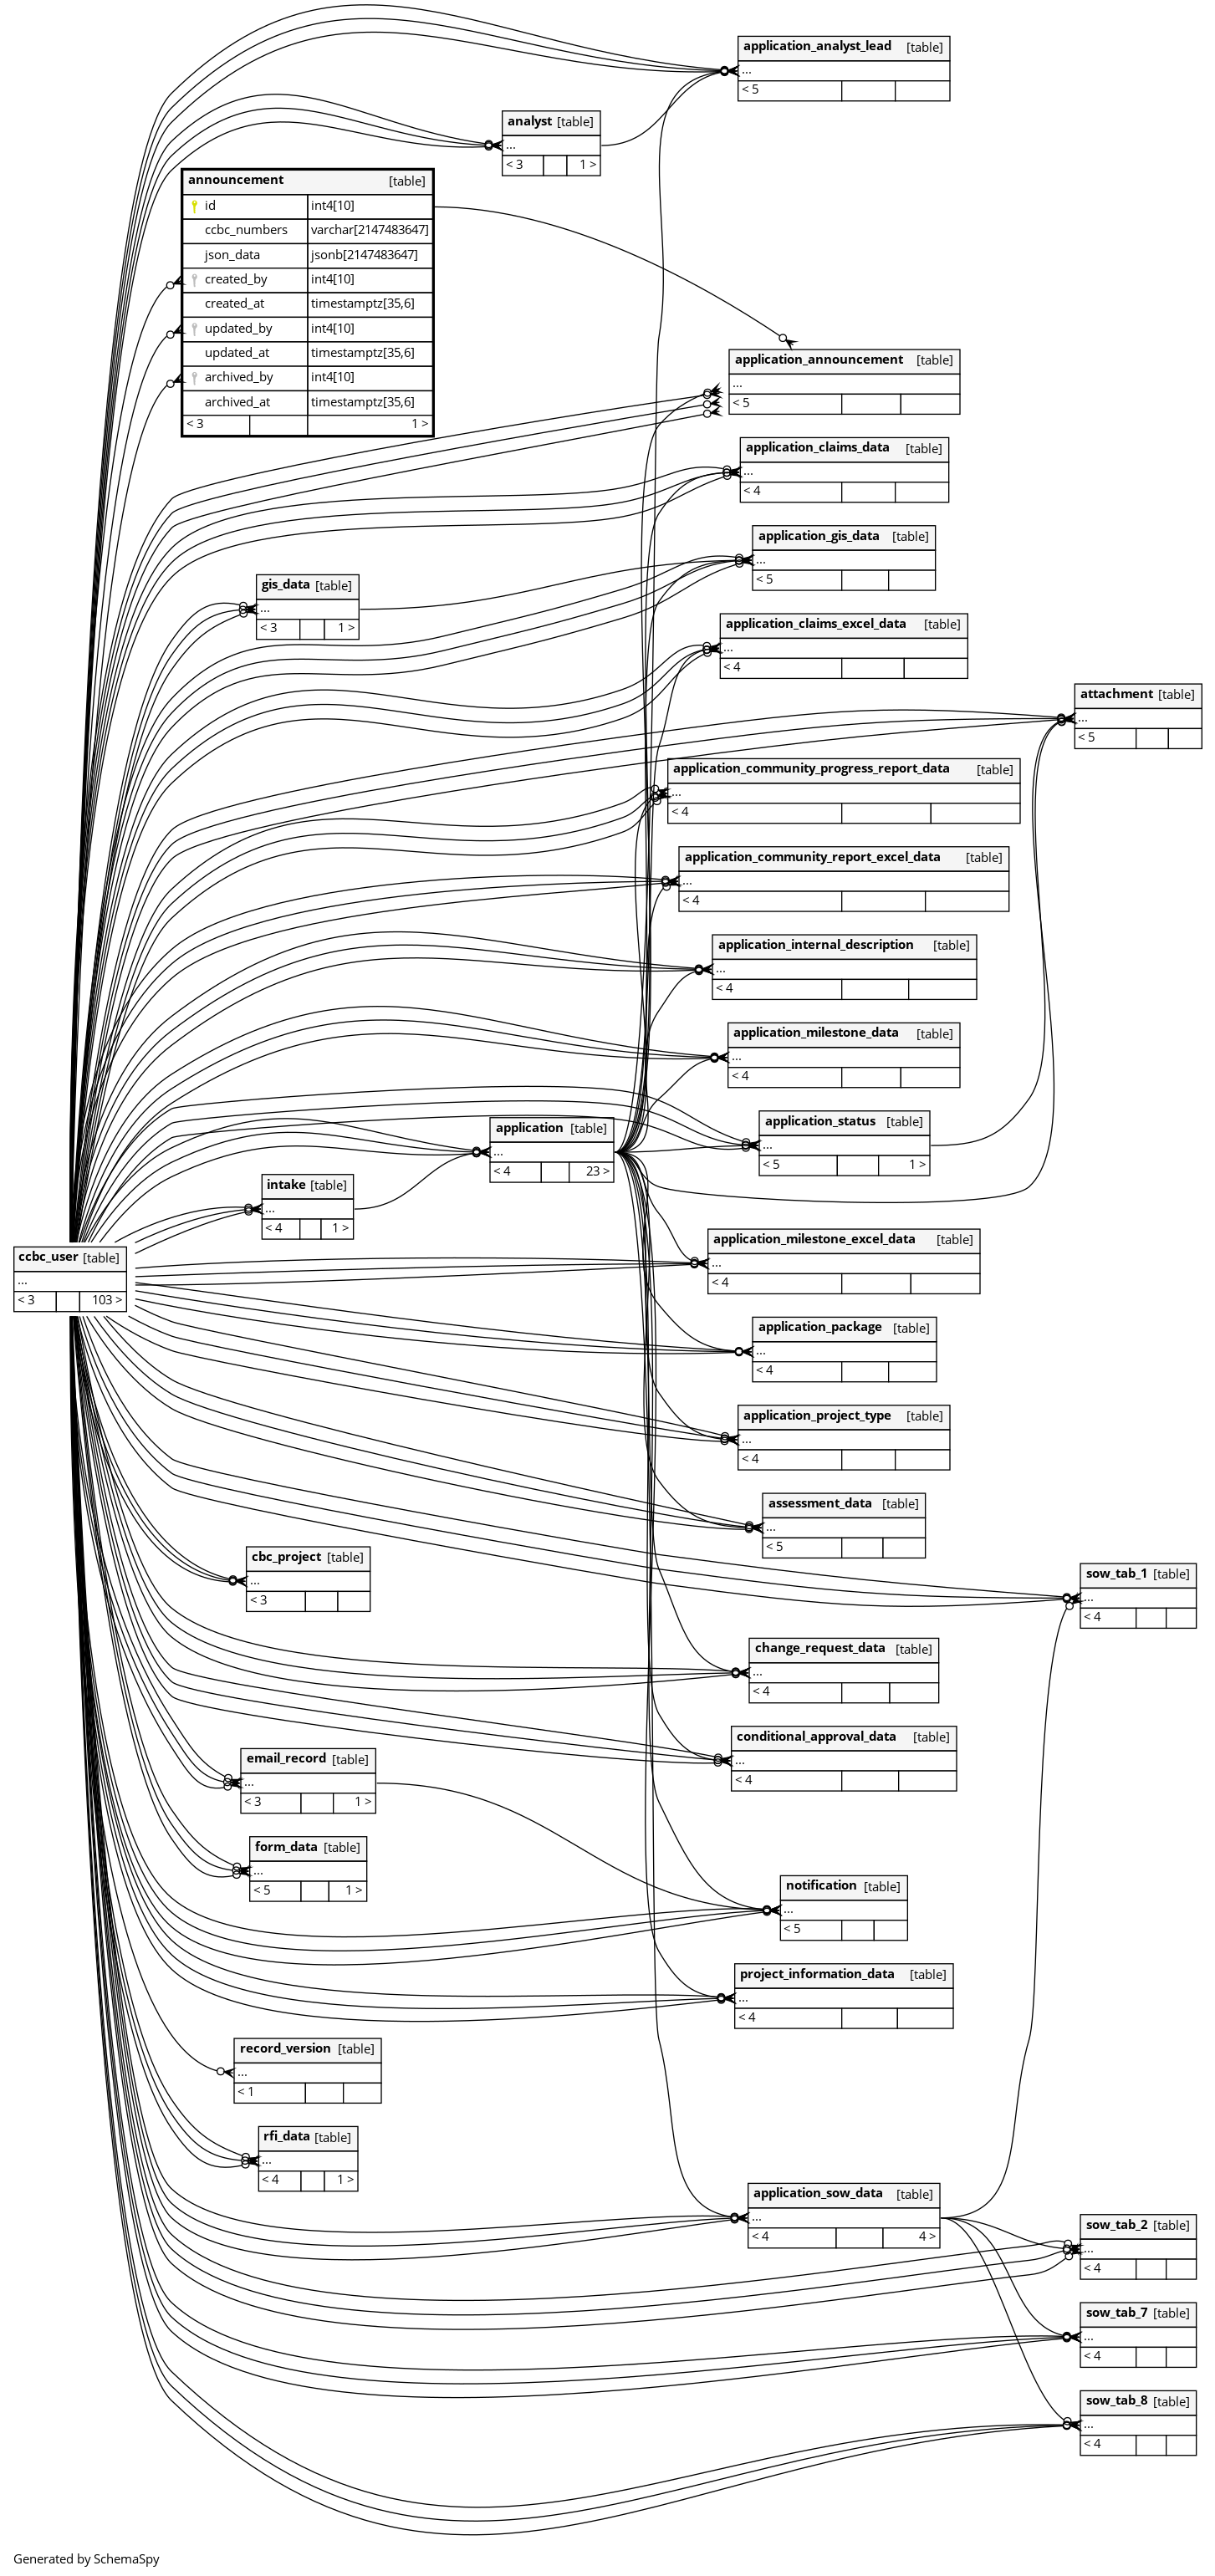 application_analyst_lead [table]
...
< 5
analyst [table]
...
< 3 1 >
announcement [table]
id int4[10]
ccbc_numbers varchar[2147483647]
json_data jsonb[2147483647]
created_by int4[10]
created_at timestamptz[35,6]
updated_by int4[10]
updated_at timestamptz[35,6]
archived_by int4[10]
archived_at timestamptz[35,6]
< 3 1 >
application_announcement [table]
...
< 5
application_claims_data [table]
...
< 4
application_gis_data [table]
...
< 5
gis_data [table]
...
< 3 1 >
application_claims_excel_data [table]
...
< 4
attachment [table]
...
< 5
application_community_progress_report_data [table]
...
< 4
application_community_report_excel_data [table]
...
< 4
application_internal_description [table]
...
< 4
application_milestone_data [table]
...
< 4
application_status [table]
...
< 5 1 >
application [table]
...
< 4 23 >
intake [table]
...
< 4 1 >
application_milestone_excel_data [table]
...
< 4
ccbc_user [table]
...
< 3 103 >
application_package [table]
...
< 4
application_project_type [table]
...
< 4
assessment_data [table]
...
< 5
cbc_project [table]
...
< 3
sow_tab_1 [table]
...
< 4
change_request_data [table]
...
< 4
conditional_approval_data [table]
...
< 4
email_record [table]
...
< 3 1 >
form_data [table]
...
< 5 1 >
notification [table]
...
< 5
project_information_data [table]
...
< 4
record_version [table]
...
< 1
rfi_data [table]
...
< 4 1 >
application_sow_data [table]
...
< 4 4 >
sow_tab_2 [table]
...
< 4
sow_tab_7 [table]
...
< 4
sow_tab_8 [table]
...
< 4
Generated by SchemaSpy